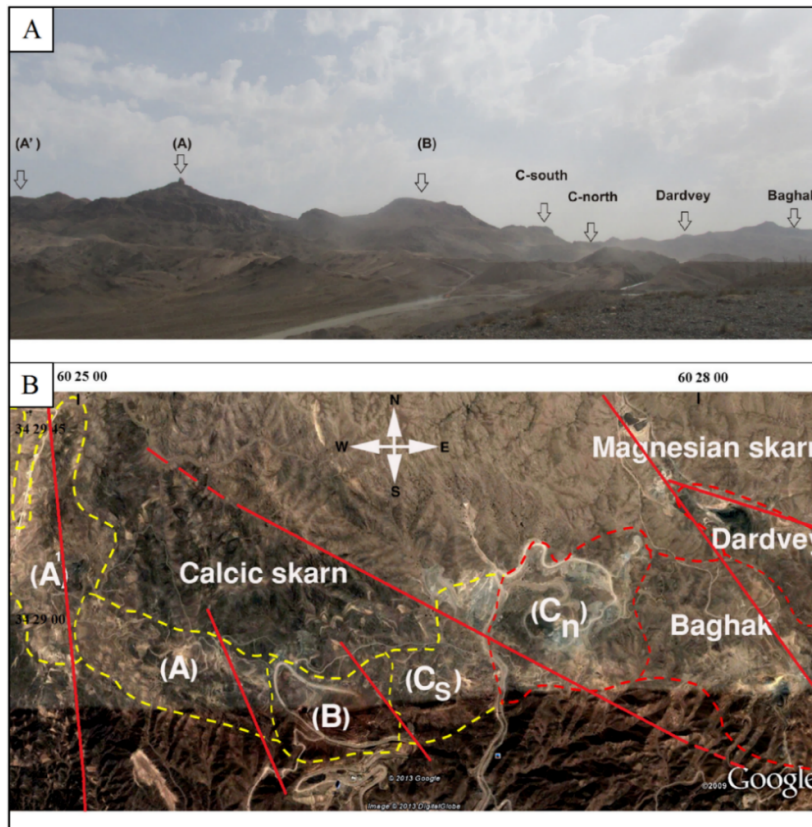 A
(A')
(A)
(B)
C-south
C-north
Dardvey
Baghak
B
60 25 00
60 28 00
34 29 45
N
W
E
S
Magnesian skarn
Dardvey
(A')
Calcic skarn
(Cn)
34 29 00
Baghak
(A)
(Cs)
(B)
© 2013 Google
©2009 Google
Image © 2013 DigitalGlobe